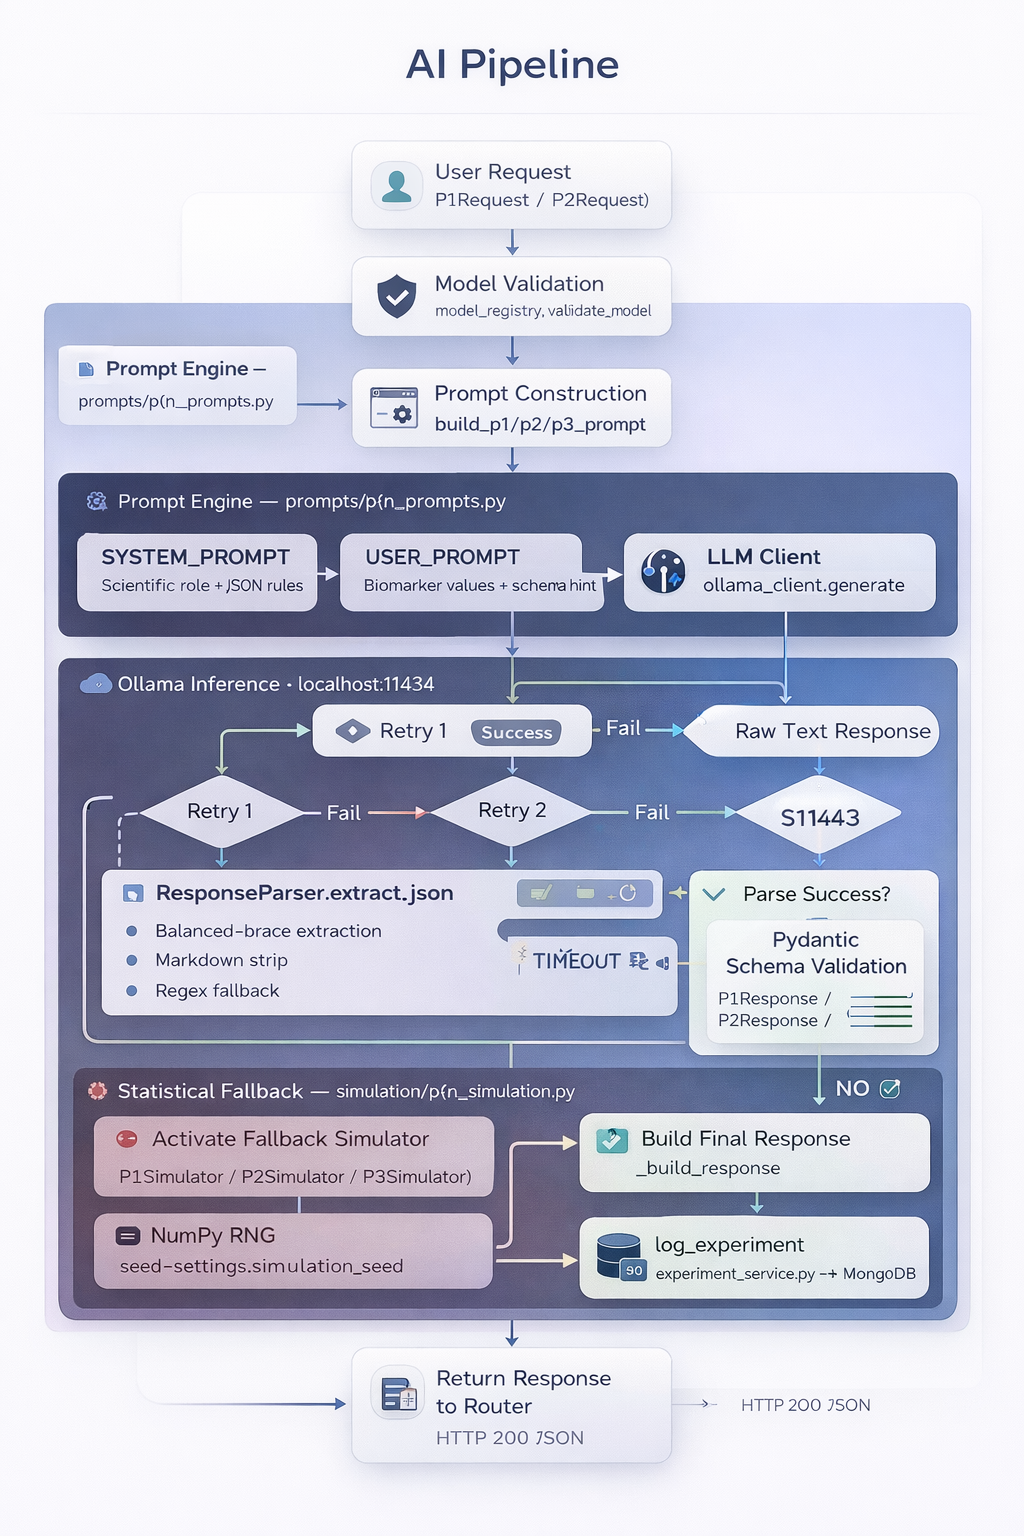 AI Pipeline
User Request
P1Request / P2Request)
Model Validation
model_registry, validate_model
Prompt Engine –
prompts/p(n_prompts.py
Prompt Construction
build_p1/p2/p3_prompt
Prompt Engine — prompts/p{n_prompts.py
SYSTEM_PROMPT
Scientific role + JSON rules
USER_PROMPT
Biomarker values + schema hint
LLM Client
ollama_client.generate
Ollama Inference · localhost:11434
Retry 1
Success
Fail
Raw Text Response
Retry 1
Fail
Retry 2
Fail
S11443
ResponseParser.extract.json
Balanced-brace extraction
Markdown strip
Regex fallback
TIMEOUT
Parse Success?
Pydantic
Schema Validation
P1Response /
P2Response /
Statistical Fallback — simulation/p{n_simulation.py
NO
Activate Fallback Simulator
P1Simulator / P2Simulator / P3Simulator)
Build Final Response
_build_response
NumPy RNG
seed-settings.simulation_seed
log_experiment
90
experiment_service.py -+ MongoDB
Return Response
to Router
HTTP 200 JSON
HTTP 200 JSON